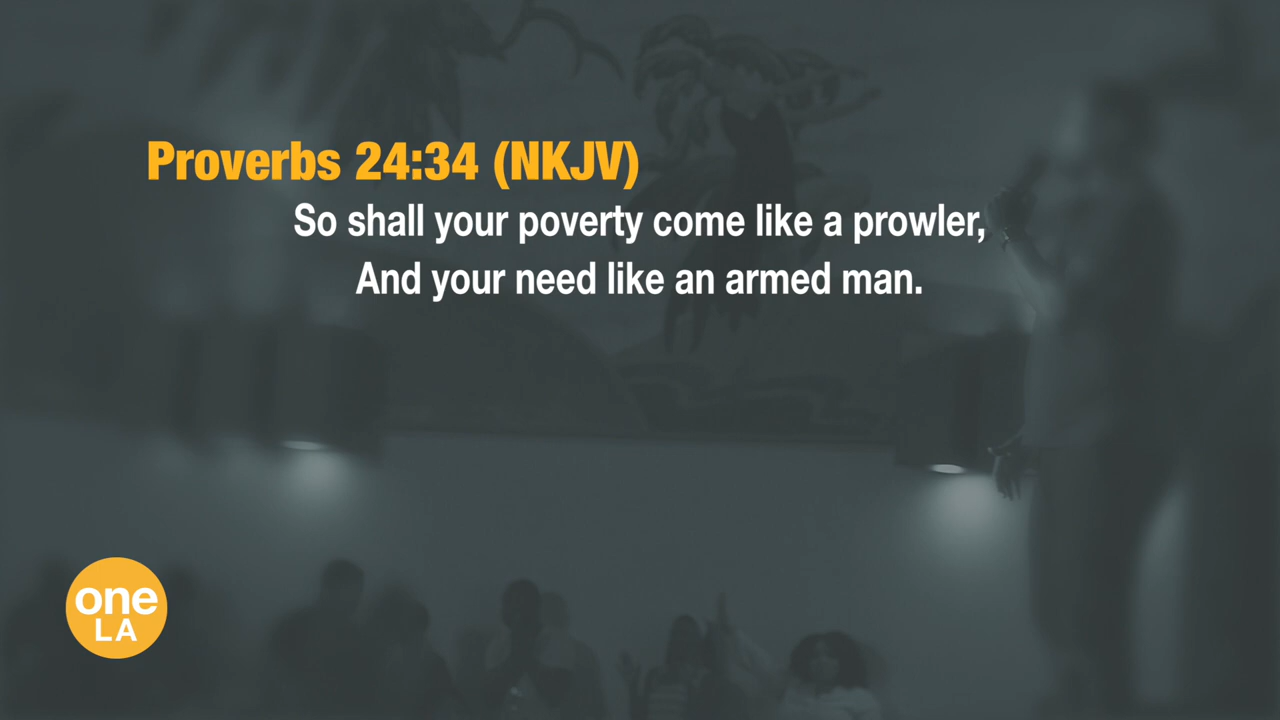 Proverbs 24:34 (NKJV)
So shall your poverty come like a prowler,
And your need like an armed man.
one
LA